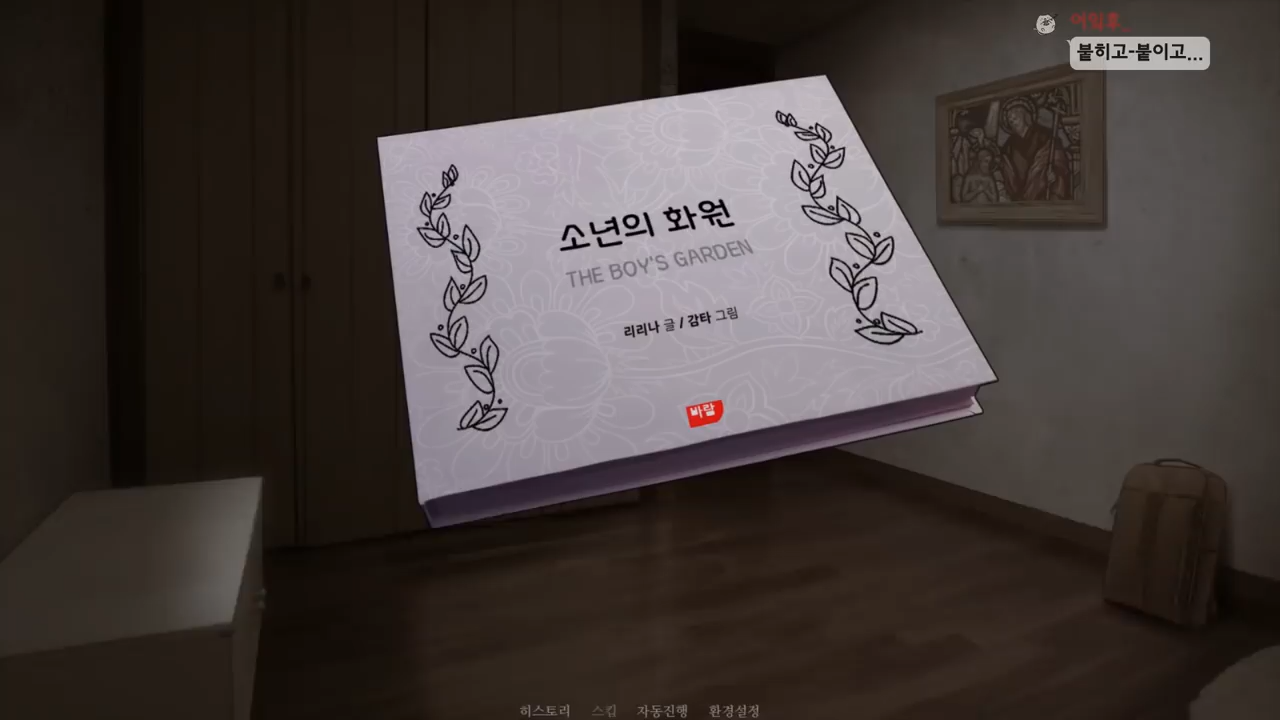 붙히고-붙이고...
소년의 화원
THE BOY'S GARDEN
리리나 글 / 감타 그림
바람
히스토리 스킵 자동진행 환경설정